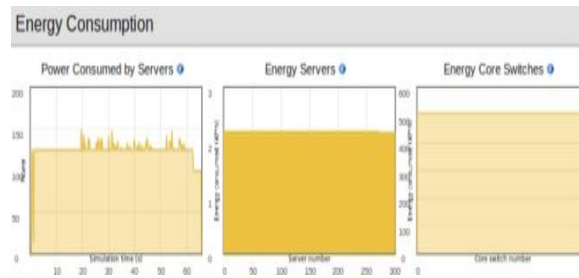 Energy Consumption
Power Consumed by Servers
Energy Servers
Energy Core Switches
200
150
100
50
0
10 20 30 40 50 60
Simulation time (s)
3
2
1
0
0 50 100 150 200 250 300
Server number
600
500
400
300
200
100
0
0
Core switch number